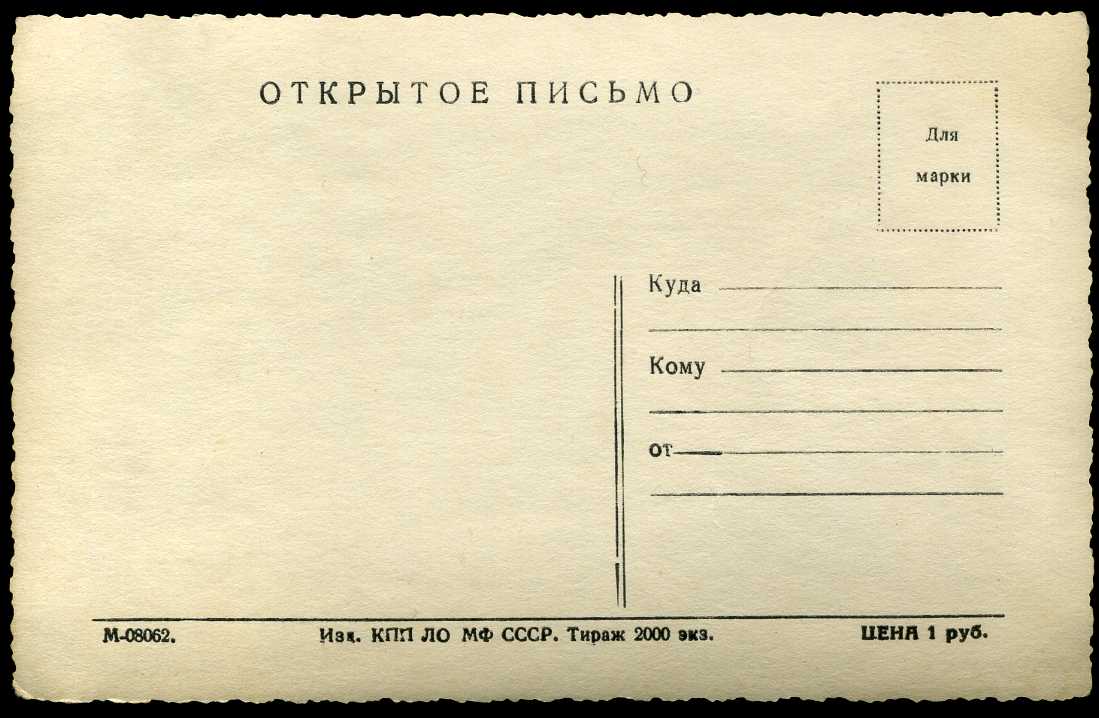 ОТКРЫТОЕ ПИСЬМО
Для
марки
Куда
Кому
от
М-08062.
Изд. КПП ЛО МФ СССР. Тираж 2000 экз.
ЦЕНА 1 руб.